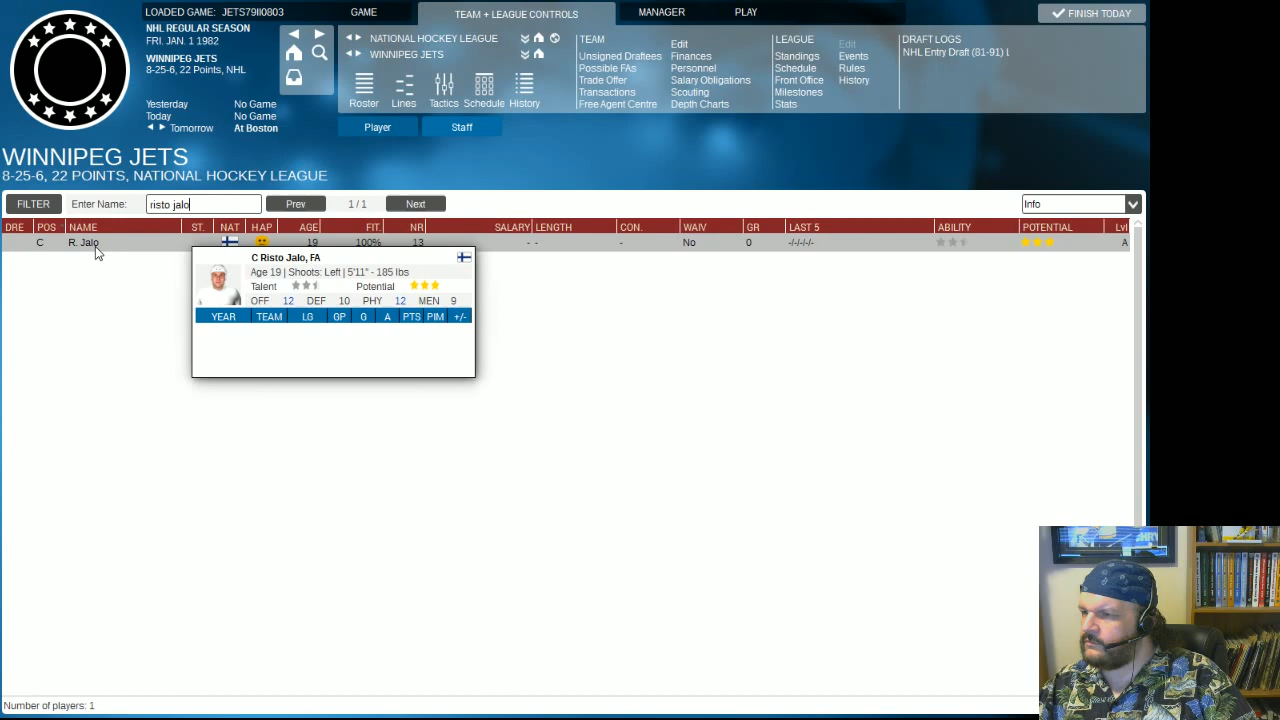 LOADED GAME: JETS79II0803
GAME
TEAM + LEAGUE CONTROLS
MANAGER
PLAY
FINISH TODAY
NHL REGULAR SEASON
FRI. JAN. 1 1982
WINNIPEG JETS
8-25-6, 22 Points, NHL
Yesterday No Game
Today No Game
Tomorrow At Boston
NATIONAL HOCKEY LEAGUE
WINNIPEG JETS
Roster Lines Tactics Schedule History
TEAM
Unsigned Draftees
Possible FAs
Trade Offer
Transactions
Free Agent Centre
Edit
Finances
Personnel
Salary Obligations
Scouting
Depth Charts
LEAGUE
Standings
Schedule
Front Office
Milestones
Stats
Edit
Events
Rules
History
DRAFT LOGS
NHL Entry Draft (81-91) L
Player Staff
WINNIPEG JETS
8-25-6, 22 POINTS, NATIONAL HOCKEY LEAGUE
FILTER Enter Name: risto jalo Prev 1 / 1 Next Info
DRE POS NAME ST. NAT HAP AGE FIT. NR SALARY LENGTH CON. WAIV GR LAST 5 ABILITY POTENTIAL Lvl
C R. Jalo 19 100% 13 - - - No 0 -/-/-/-/- A
C Risto Jalo, FA
Age 19 | Shoots: Left | 5'11" - 185 lbs
Talent Potential
OFF 12 DEF 10 PHY 12 MEN 9
YEAR TEAM LG GP G A PTS PIM +/-
Number of players: 1